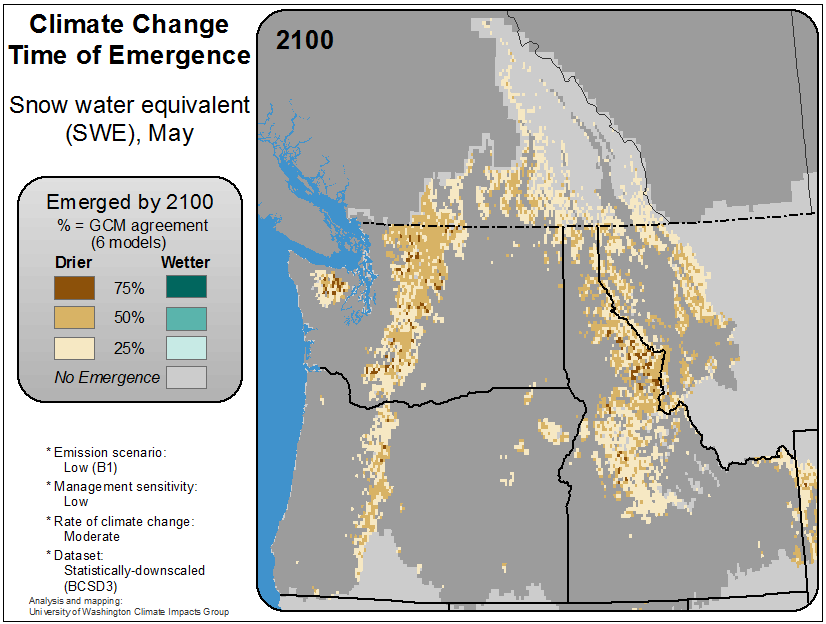 Climate Change
Time of Emergence
Snow water equivalent
(SWE), May
2100
Emerged by 2100
% = GCM agreement
(6 models)
Drier Wetter
75%
50%
25%
No Emergence
* Emission scenario:
Low (B1)
* Management sensitivity:
Low
* Rate of climate change:
Moderate
* Dataset:
Statistically-downscaled
(BCSD3)
Analysis and mapping:
University of Washington Climate Impacts Group